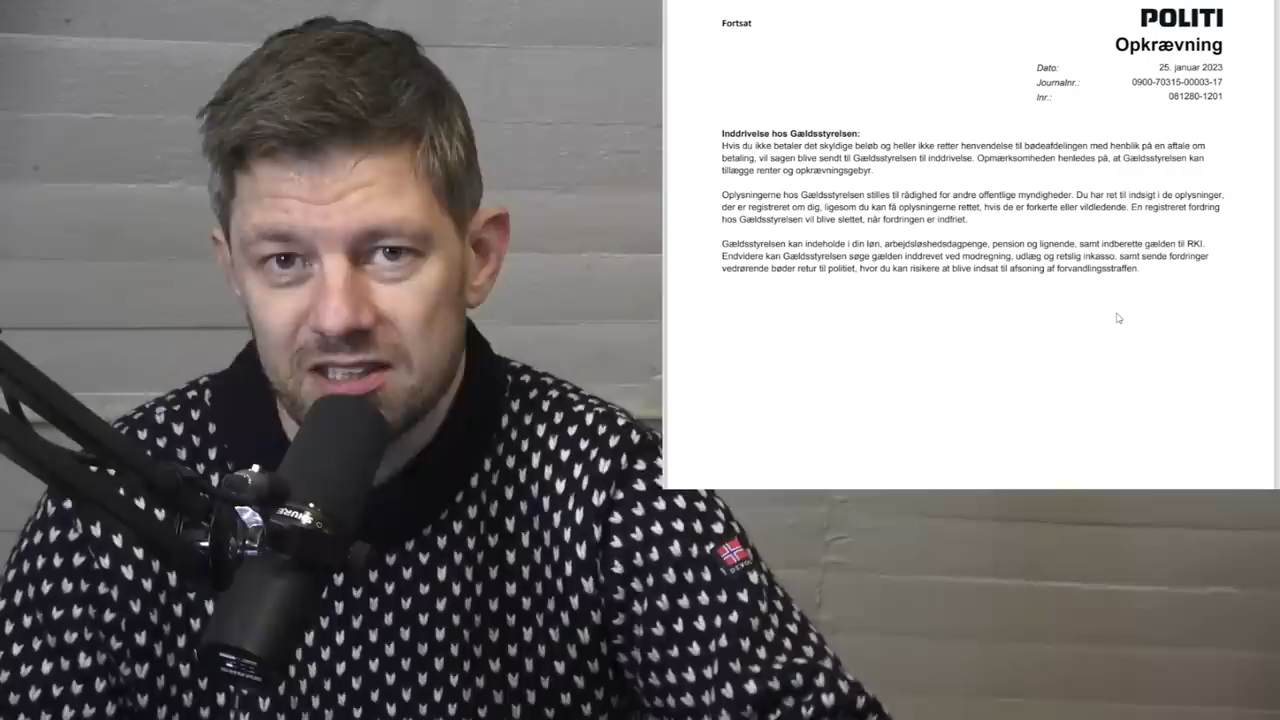 Fortsat
POLITI
Opkrævning
Dato: 25. januar 2023
Journalnr.: 0900-70315-00003-17
Inr.: 081280-1201
Inddrivelse hos Gældsstyrelsen:
Hvis du ikke betaler det skyldige beløb og heller ikke retter henvendelse til bødeafdelingen med henblik på en aftale om
betaling, vil sagen blive sendt til Gældsstyrelsen til inddrivelse. Opmærksomheden henledes på, at Gældsstyrelsen kan
tillægge renter og opkrævningsgebyr.
Oplysningerne hos Gældsstyrelsen stilles til rådighed for andre offentlige myndigheder. Du har ret til indsigt i de oplysninger,
der er registreret om dig, ligesom du kan få oplysningerne rettet, hvis de er forkerte eller vildledende. En registreret fordring
hos Gældsstyrelsen vil blive slettet, når fordringen er indfriet.
Gældsstyrelsen kan indeholde i din løn, arbejdsløshedsdagpenge, pension og lignende, samt indberette gælden til RKI.
Endvidere kan Gældsstyrelsen søge gælden inddrevet ved modregning, udlæg og retslig inkasso, samt sende fordringer
vedrørende bøder retur til politiet, hvor du kan risikere at blive indsat til afsoning af forvandlingsstraffen.
SHURE